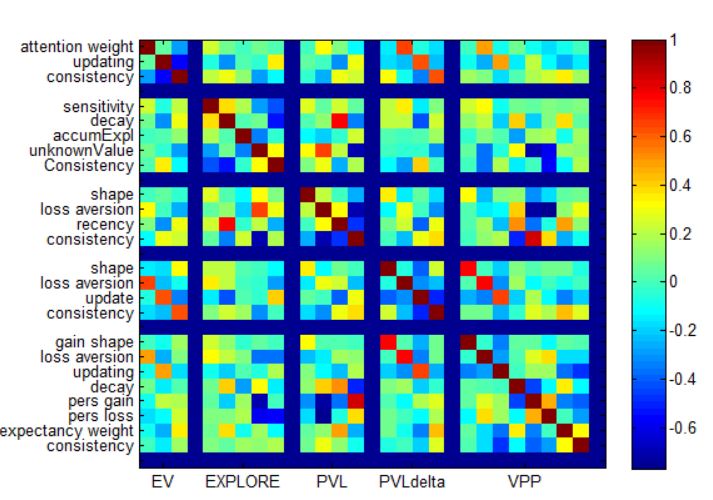 attention weight
updating
consistency
sensitivity
decay
accumExpl
unknownValue
Consistency
shape
loss aversion
recency
consistency
shape
loss aversion
update
consistency
gain shape
loss aversion
updating
decay
pers gain
pers loss
expectancy weight
consistency
EV EXPLORE PVL PVLdelta VPP
1
0.8
0.6
0.4
0.2
0
-0.2
-0.4
-0.6